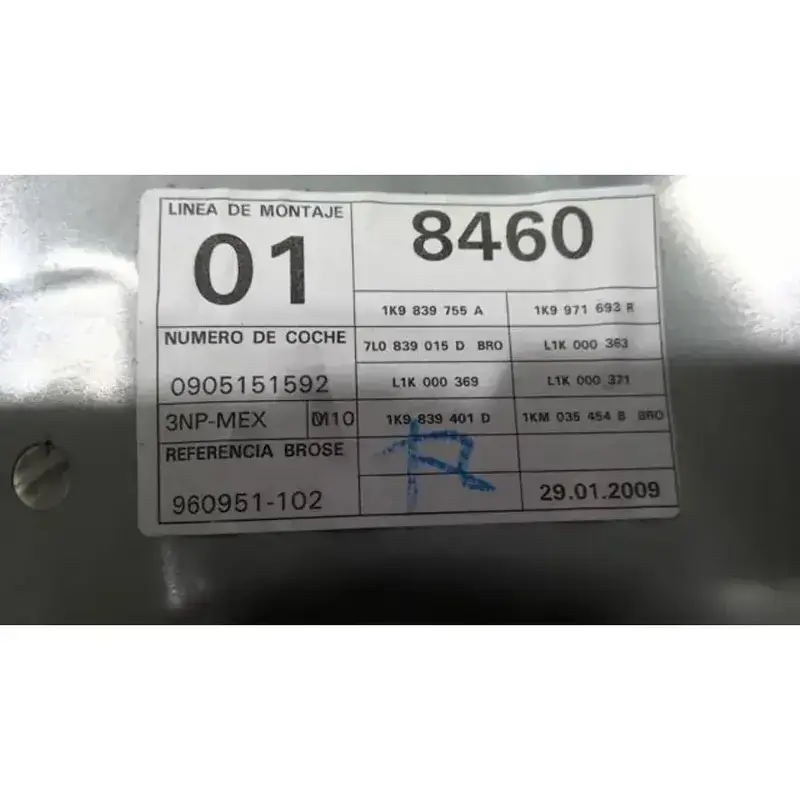 LINEA DE MONTAJE
01
8460
1K9 839 755 A
1K9 971 693 R
NUMERO DE COCHE
7L0 839 015 D BRO
L1K 000 363
0905151592
L1K 000 369
L1K 000 371
3NP-MEX
M10
1K9 839 401 D
1KM 035 454 B BRO
REFERENCIA BROSE
R
960951-102
29.01.2009